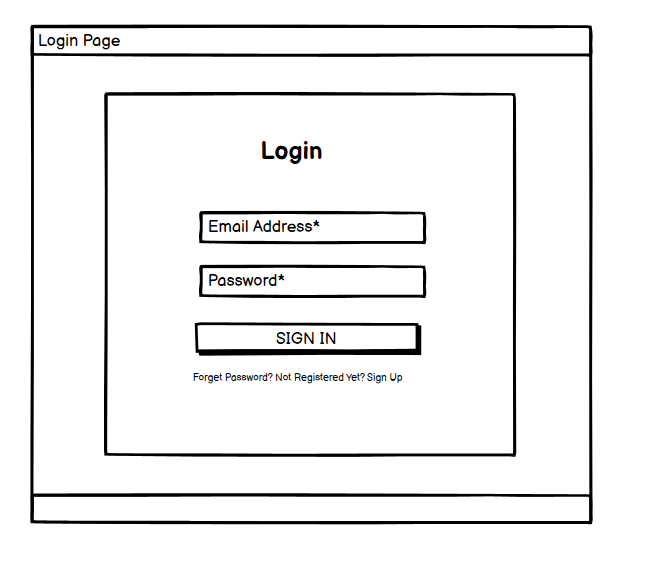 Login Page
Login
Email Address*
Password*
SIGN IN
Forget Password? Not Registered Yet? Sign Up